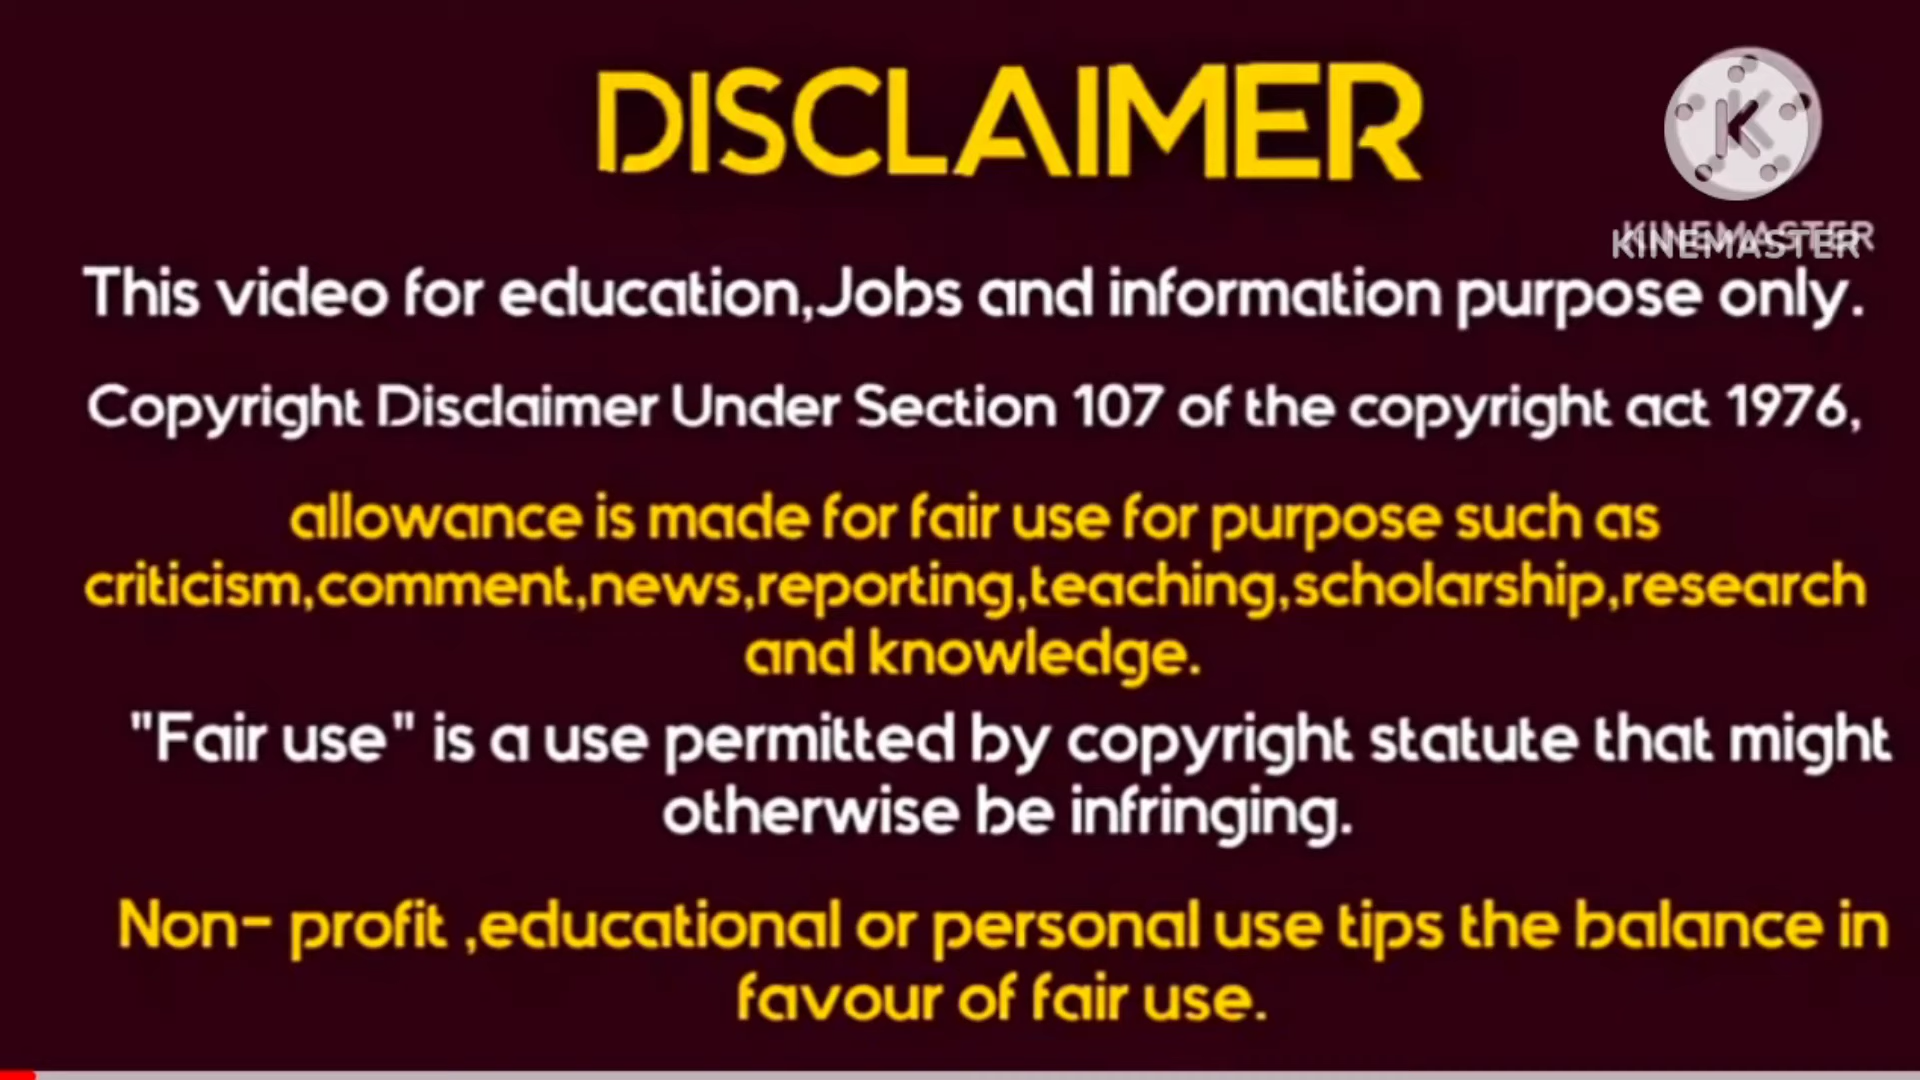 DISCLAIMER
KINEMASTER
KINEMASTER
This video for education,Jobs and information purpose only.
Copyright Disclaimer Under Section 107 of the copyright act 1976,
allowance is made for fair use for purpose such as
criticism,comment,news,reporting,teaching,scholarship,research
and knowledge.
"Fair use" is a use permitted by copyright statute that might
otherwise be infringing.
Non- profit ,educational or personal use tips the balance in
favour of fair use.